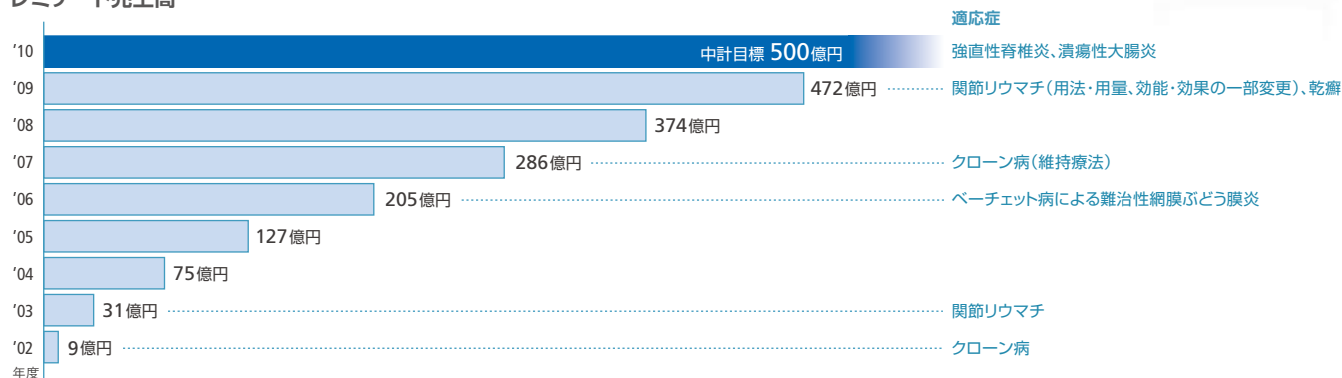 適応症
'10 中計目標 500億円 強直性脊椎炎、潰瘍性大腸炎
'09 472億円 関節リウマチ(用法・用量、効能・効果の一部変更)、乾癬
'08 374億円
'07 286億円 クローン病(維持療法)
'06 205億円 ベーチェット病による難治性網膜ぶどう膜炎
'05 127億円
'04 75億円
'03 31億円 関節リウマチ
'02 9億円 クローン病
年度